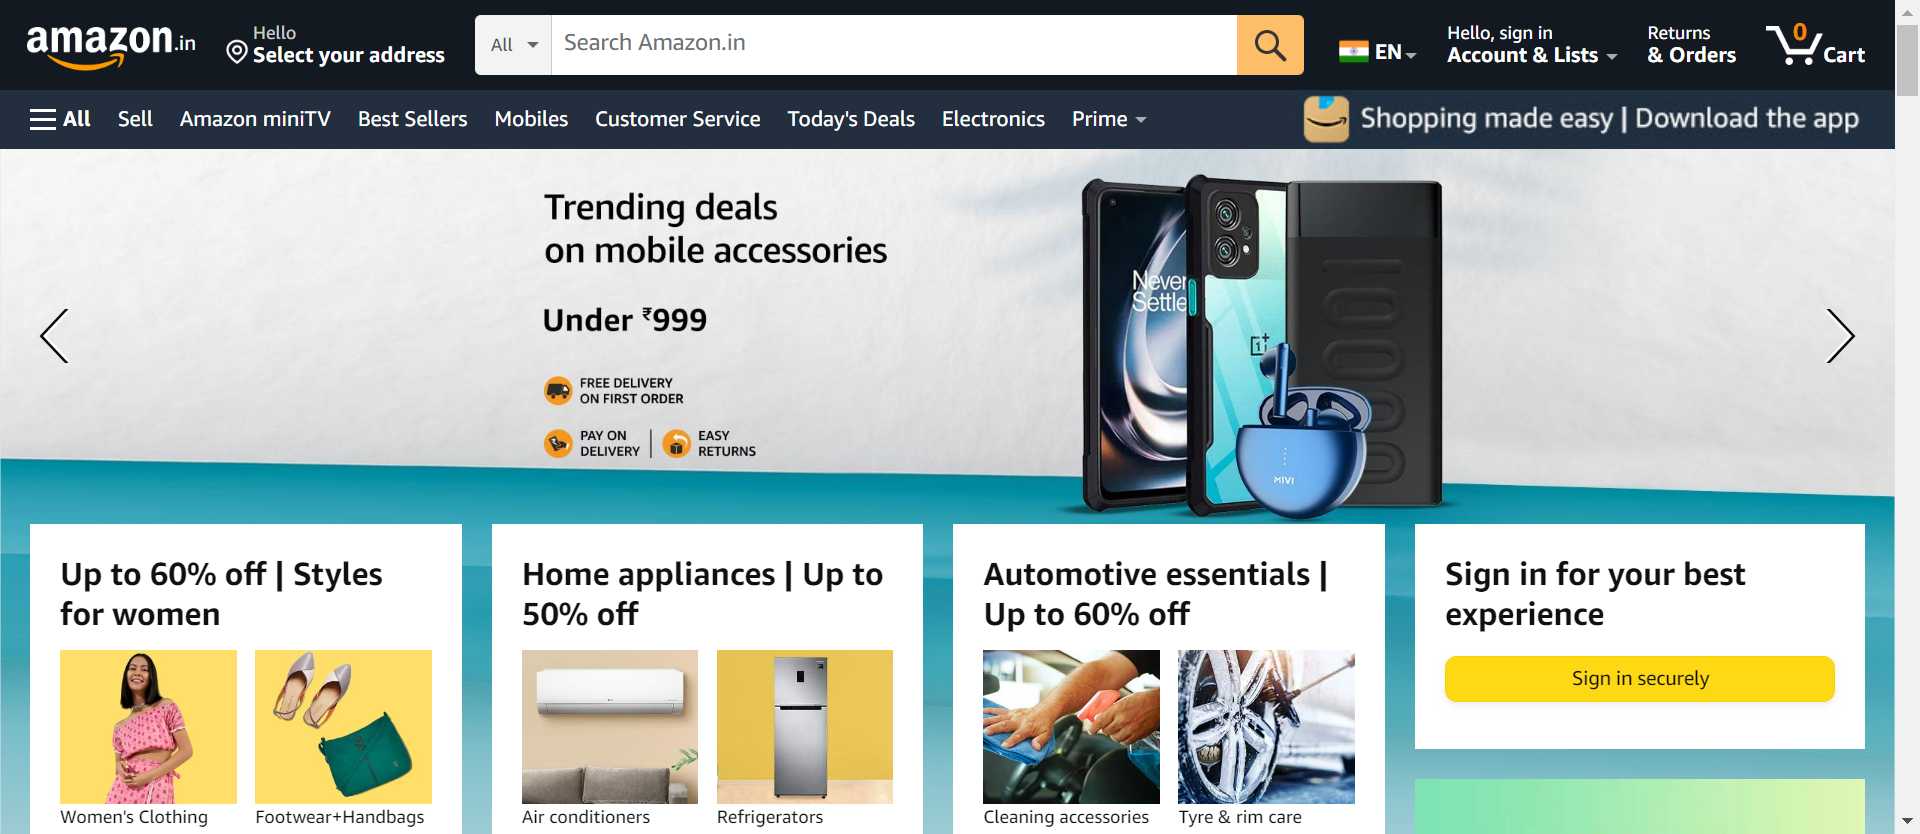 amazon.in
Hello
Select your address
All
Search Amazon.in
EN
Hello, sign in
Account & Lists
Returns
& Orders
0
Cart
All
Sell
Amazon miniTV
Best Sellers
Mobiles
Customer Service
Today's Deals
Electronics
Prime
Shopping made easy | Download the app
Trending deals
on mobile accessories
Under ₹999
FREE DELIVERY
ON FIRST ORDER
PAY ON
DELIVERY
EASY
RETURNS
Never
Settle
10000
MIVI
Up to 60% off | Styles
for women
Women's Clothing
Footwear+Handbags
Home appliances | Up to
50% off
Air conditioners
Refrigerators
Automotive essentials |
Up to 60% off
Cleaning accessories
Tyre & rim care
Sign in for your best
experience
Sign in securely